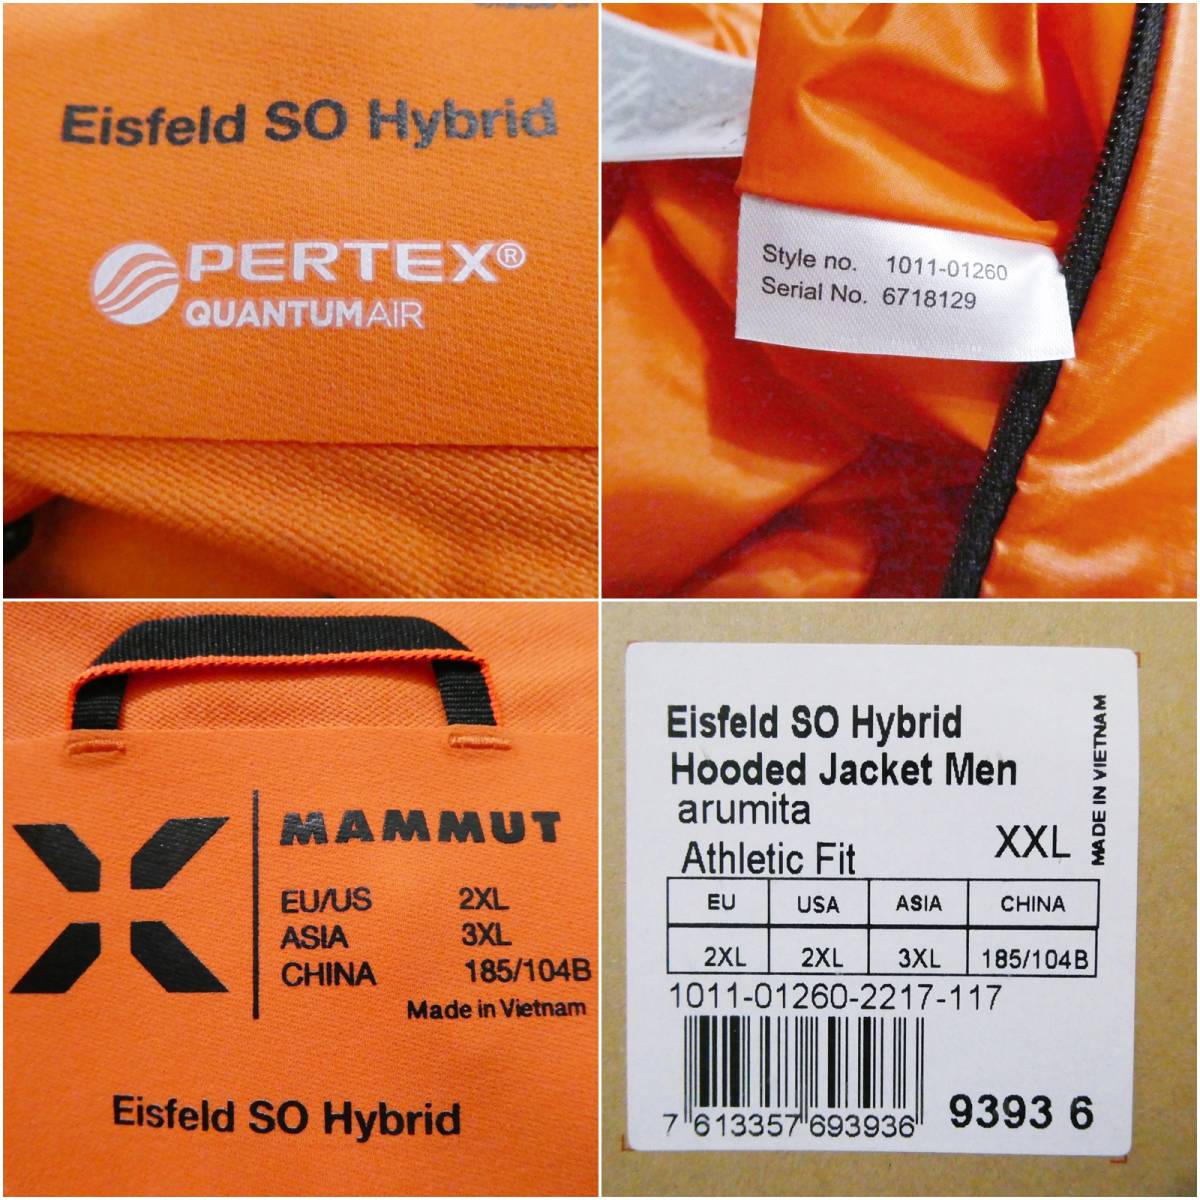 Eisfeld SO Hybrid
PERTEX®
QUANTUMAIR
Style no. 1011-01260
Serial No. 6718129
MAMMUT
EU/US 2XL
ASIA 3XL
CHINA 185/104B
Made in Vietnam
Eisfeld SO Hybrid
Eisfeld SO Hybrid
Hooded Jacket Men
arumita
XXL
Athletic Fit
MADE IN VIETNAM
EU USA ASIA CHINA
2XL 2XL 3XL 185/104B
1011-01260-2217-117
7 613357 693936
9393 6